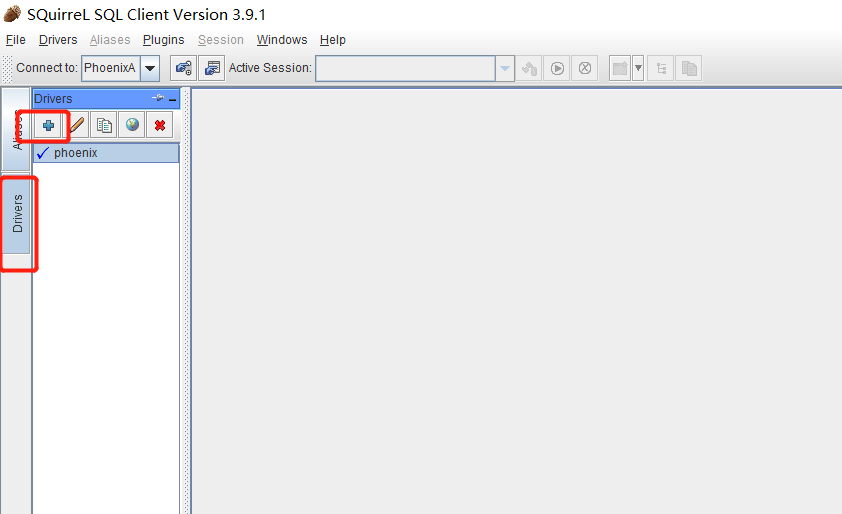 SQuirreL SQL Client Version 3.9.1
File Drivers Aliases Plugins Session Windows Help
Connect to: PhoenixA Active Session:
Drivers
Aliases
phoenix
Drivers